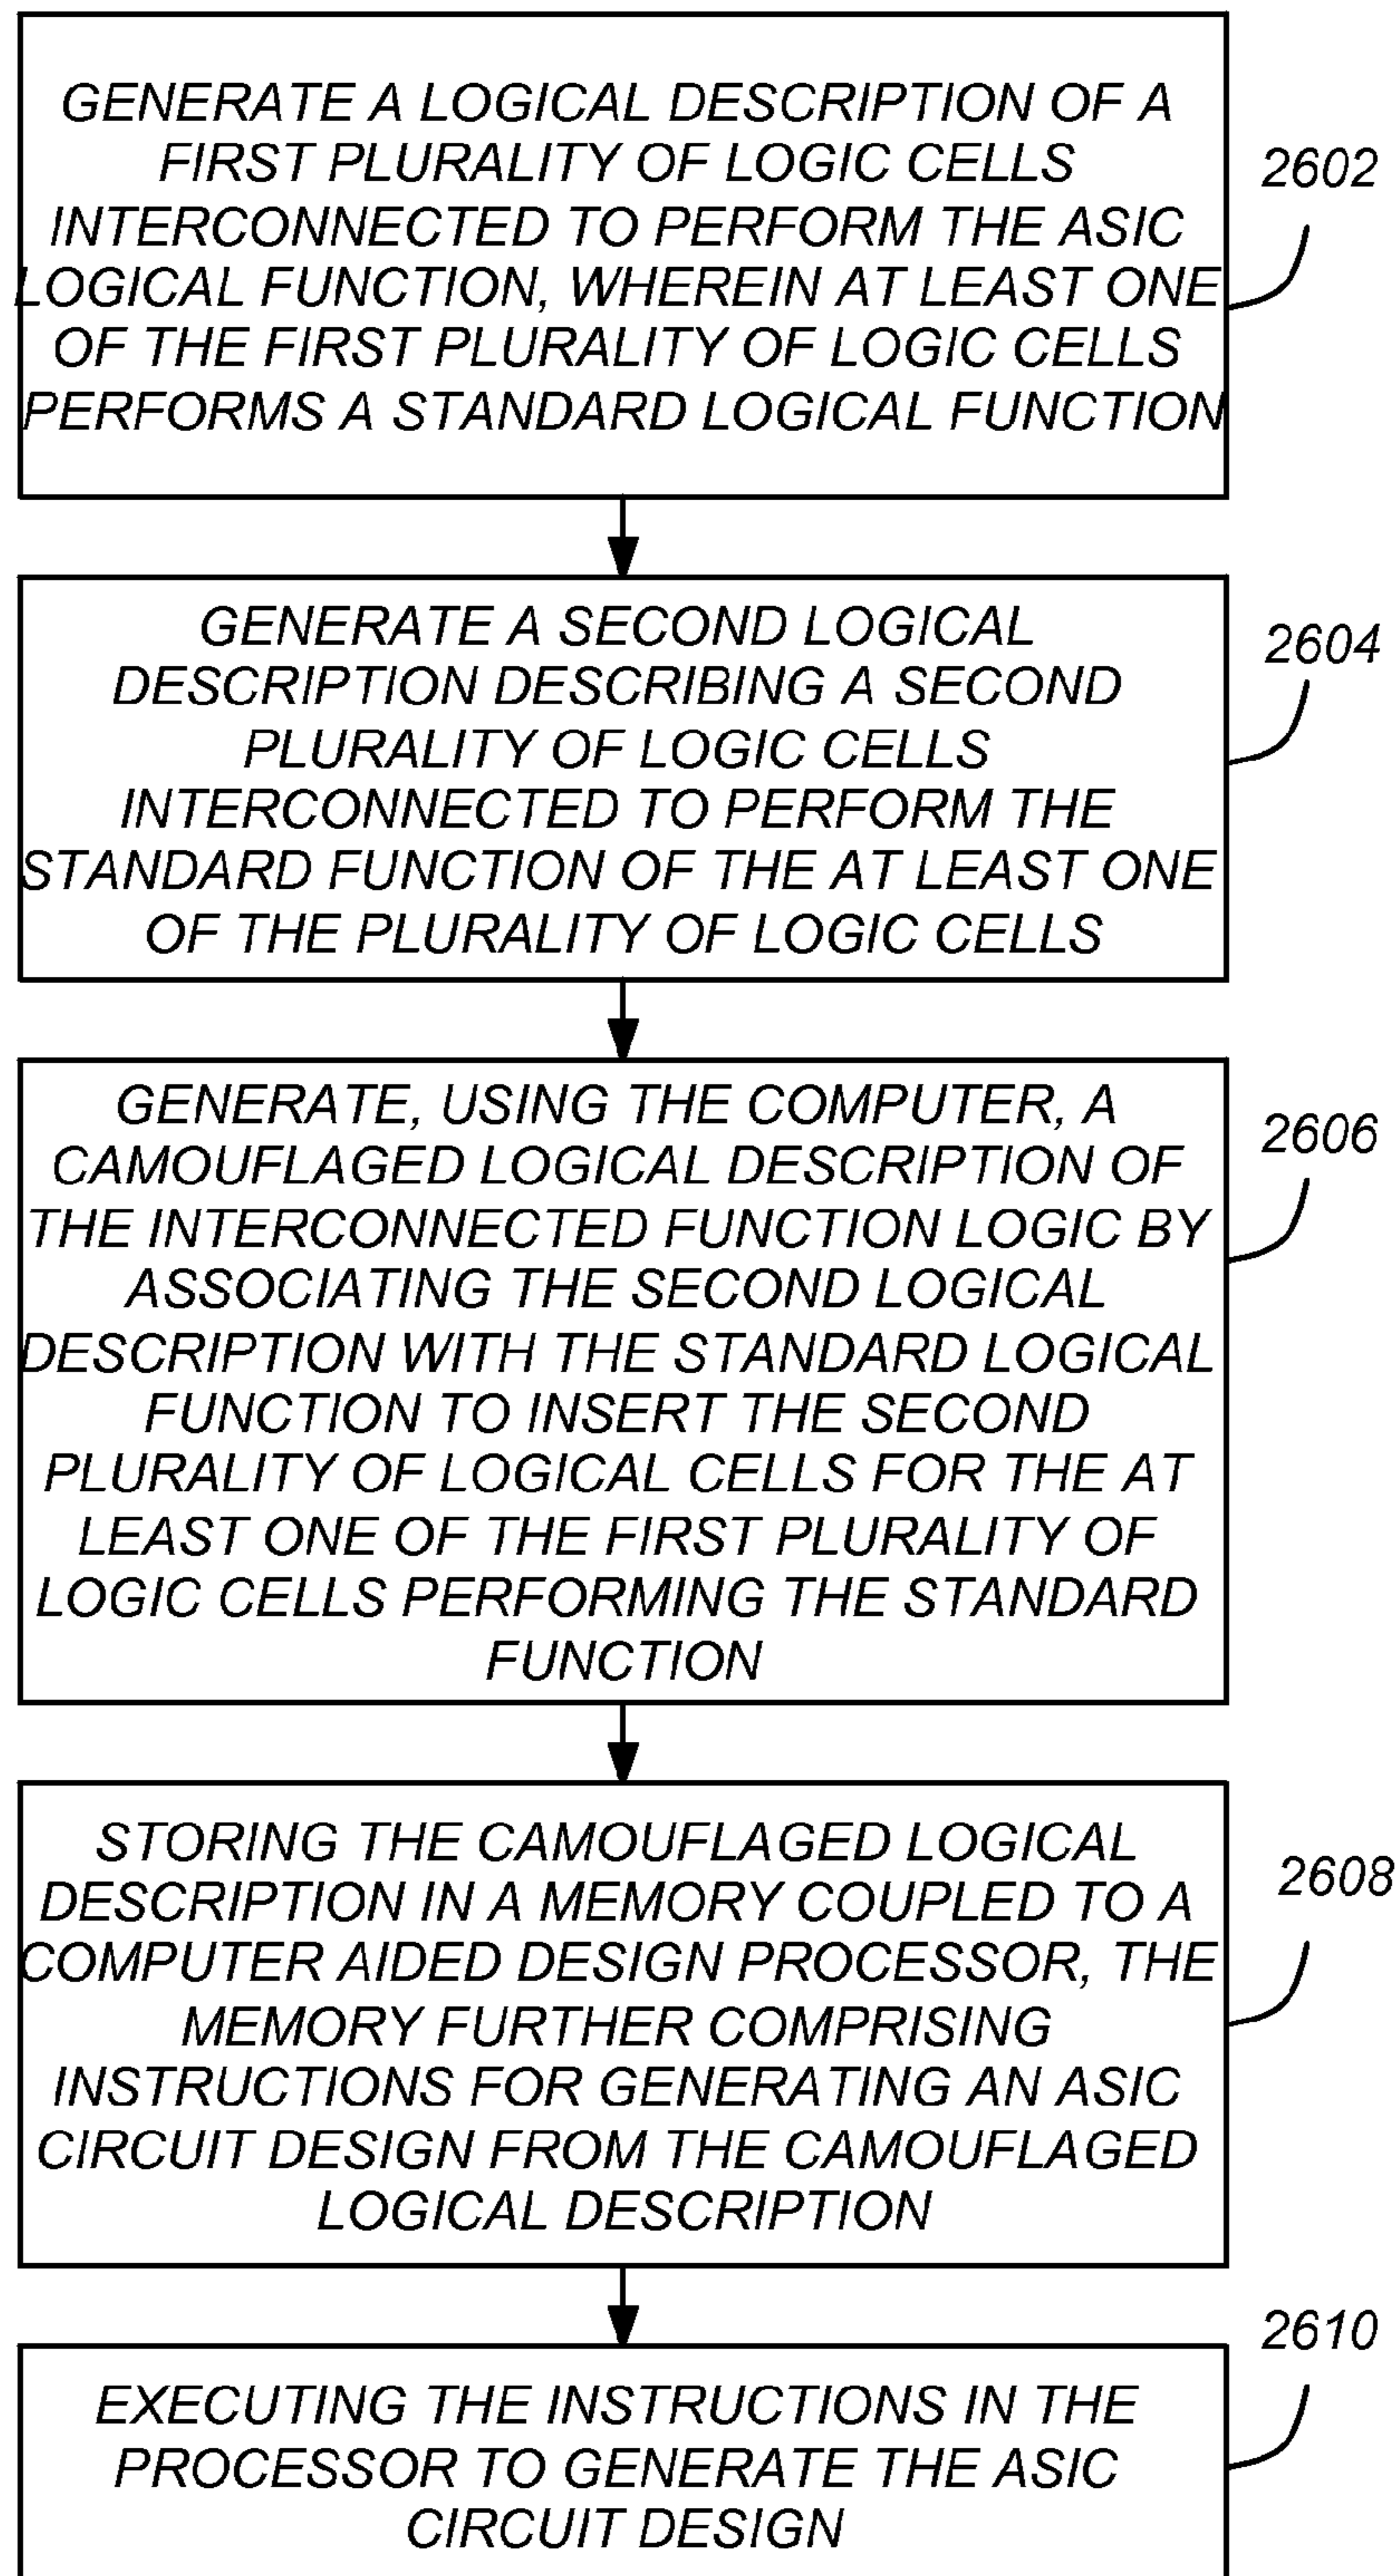 GENERATE A LOGICAL DESCRIPTION OF A
FIRST PLURALITY OF LOGIC CELLS
INTERCONNECTED TO PERFORM THE ASIC
LOGICAL FUNCTION, WHEREIN AT LEAST ONE
OF THE FIRST PLURALITY OF LOGIC CELLS
PERFORMS A STANDARD LOGICAL FUNCTION
2602
GENERATE A SECOND LOGICAL
DESCRIPTION DESCRIBING A SECOND
PLURALITY OF LOGIC CELLS
INTERCONNECTED TO PERFORM THE
STANDARD FUNCTION OF THE AT LEAST ONE
OF THE PLURALITY OF LOGIC CELLS
2604
GENERATE, USING THE COMPUTER, A
CAMOUFLAGED LOGICAL DESCRIPTION OF
THE INTERCONNECTED FUNCTION LOGIC BY
ASSOCIATING THE SECOND LOGICAL
DESCRIPTION WITH THE STANDARD LOGICAL
FUNCTION TO INSERT THE SECOND
PLURALITY OF LOGICAL CELLS FOR THE AT
LEAST ONE OF THE FIRST PLURALITY OF
LOGIC CELLS PERFORMING THE STANDARD
FUNCTION
2606
STORING THE CAMOUFLAGED LOGICAL
DESCRIPTION IN A MEMORY COUPLED TO A
COMPUTER AIDED DESIGN PROCESSOR, THE
MEMORY FURTHER COMPRISING
INSTRUCTIONS FOR GENERATING AN ASIC
CIRCUIT DESIGN FROM THE CAMOUFLAGED
LOGICAL DESCRIPTION
2608
EXECUTING THE INSTRUCTIONS IN THE
PROCESSOR TO GENERATE THE ASIC
CIRCUIT DESIGN
2610